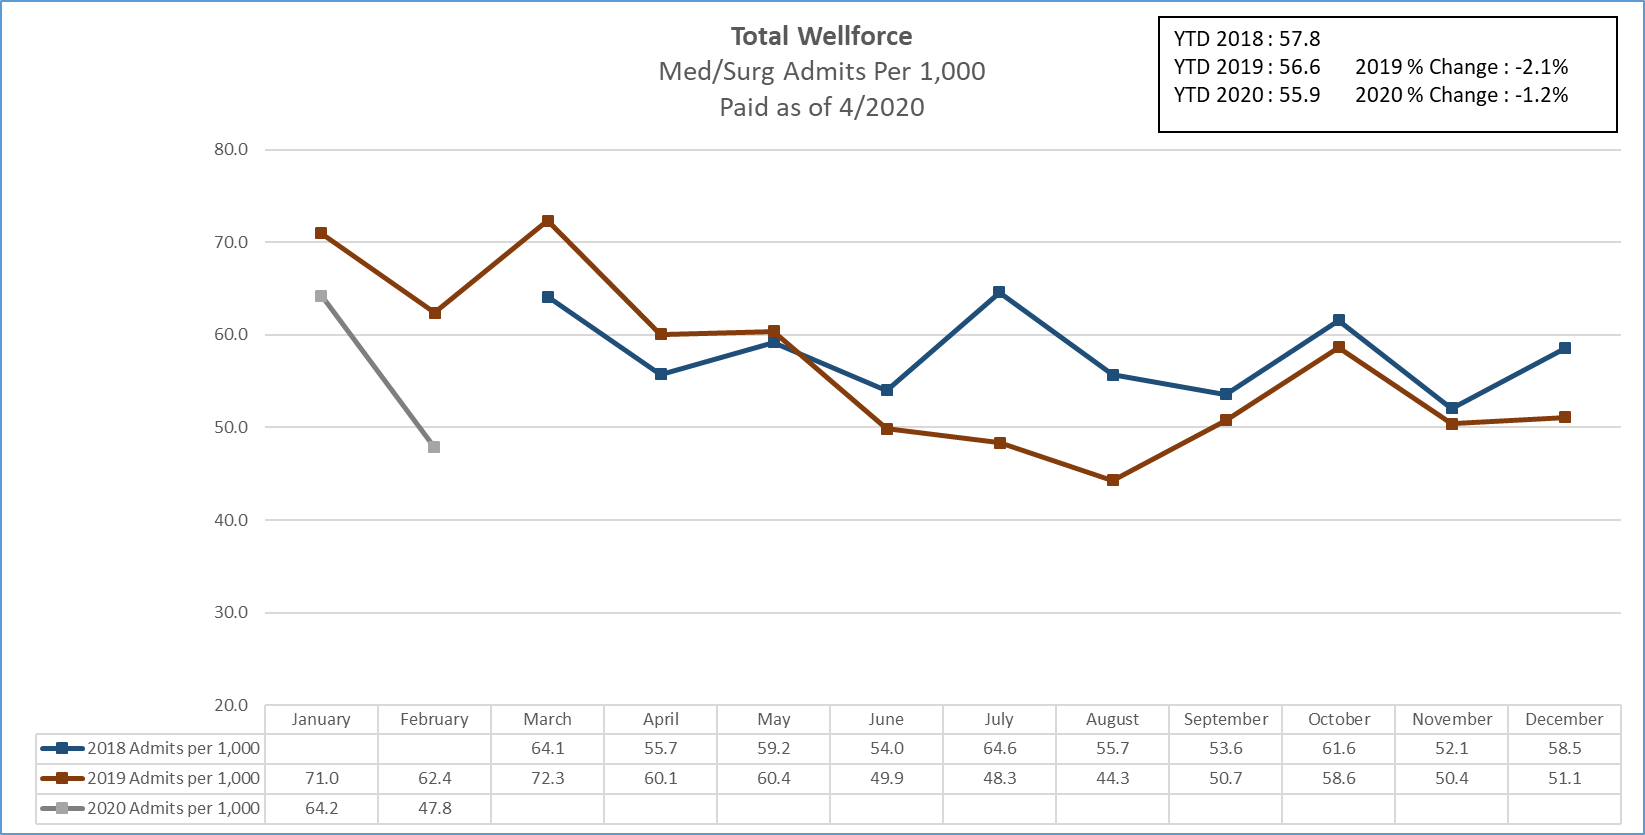 Total Wellforce
Med/Surg Admits Per 1,000
Paid as of 4/2020
YTD 2018 : 57.8
YTD 2019 : 56.6 2019 % Change : -2.1%
YTD 2020 : 55.9 2020 % Change : -1.2%
80.0
70.0
60.0
50.0
40.0
30.0
20.0
January February March April May June July August September October November December
2018 Admits per 1,000 64.1 55.7 59.2 54.0 64.6 55.7 53.6 61.6 52.1 58.5
2019 Admits per 1,000 71.0 62.4 72.3 60.1 60.4 49.9 48.3 44.3 50.7 58.6 50.4 51.1
2020 Admits per 1,000 64.2 47.8